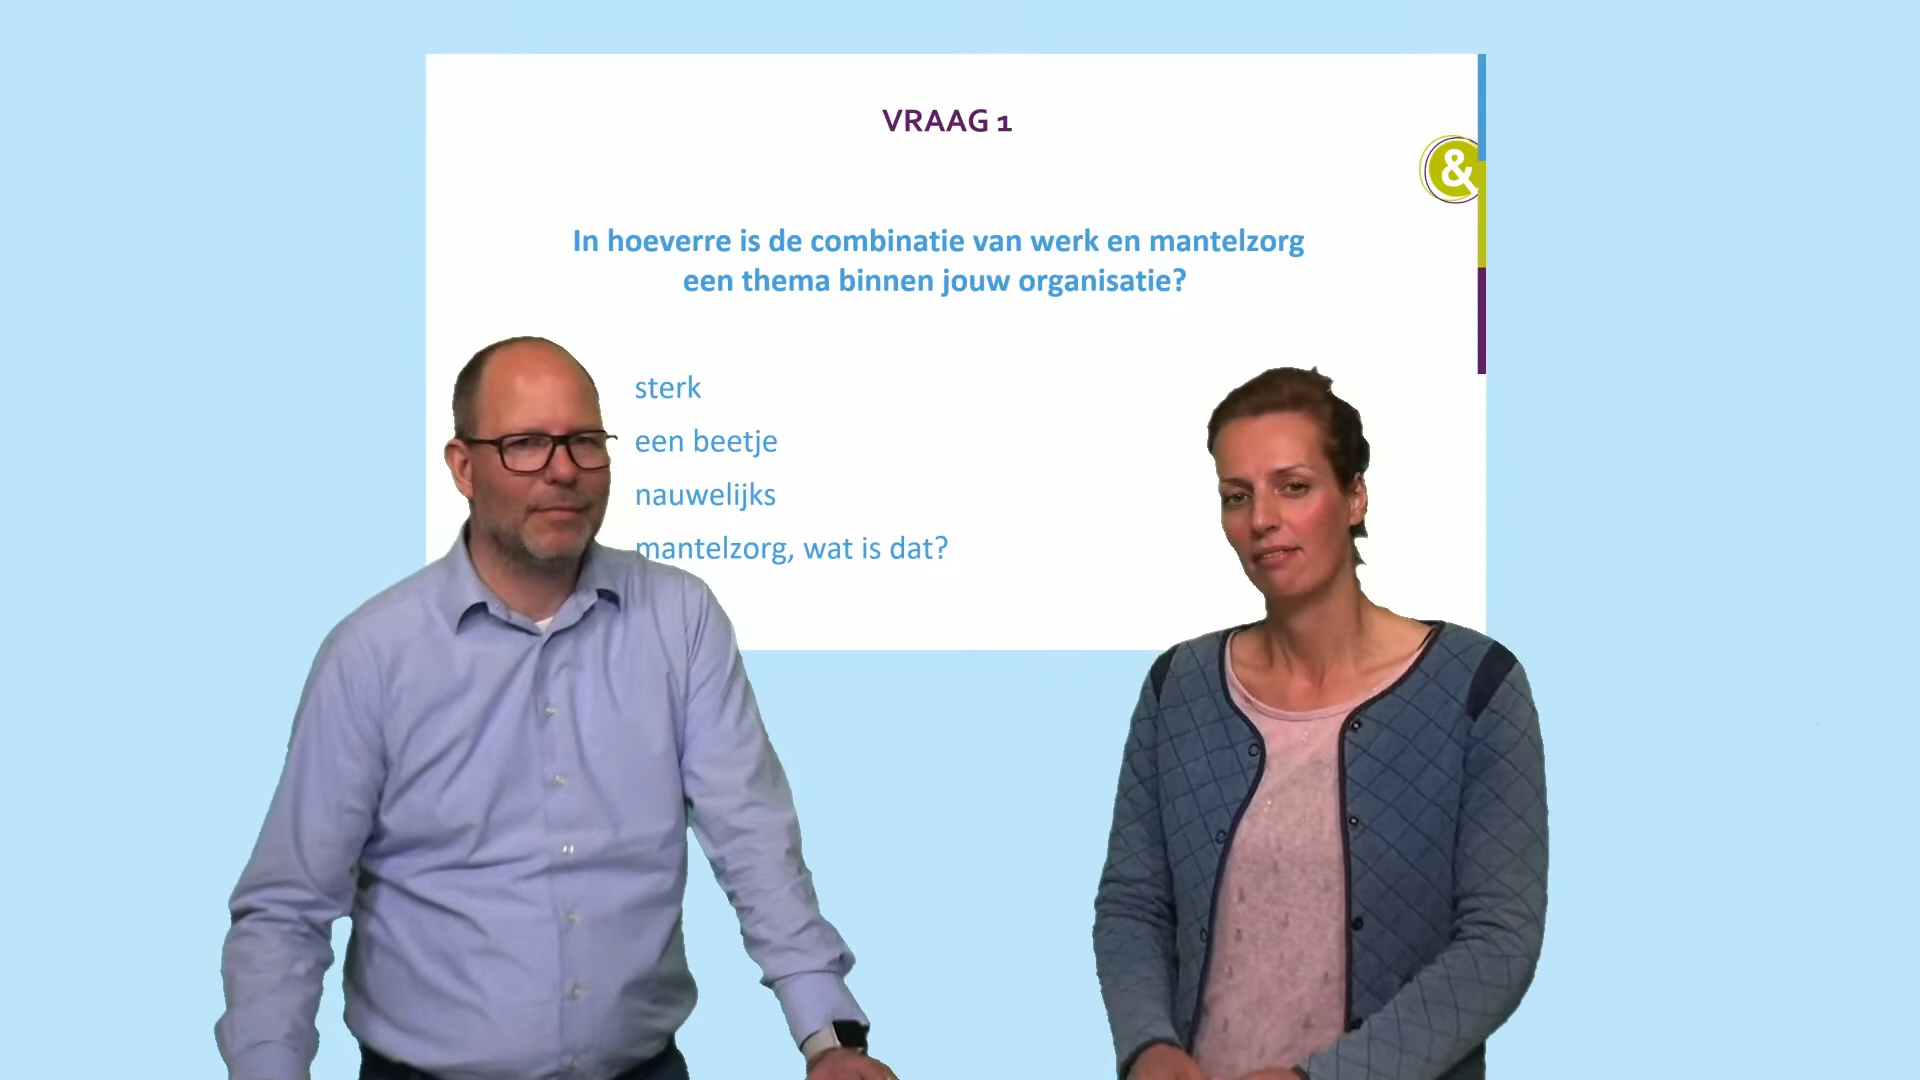 VRAAG 1
&
In hoeverre is de combinatie van werk en mantelzorg
een thema binnen jouw organisatie?
sterk
een beetje
nauwelijks
mantelzorg, wat is dat?